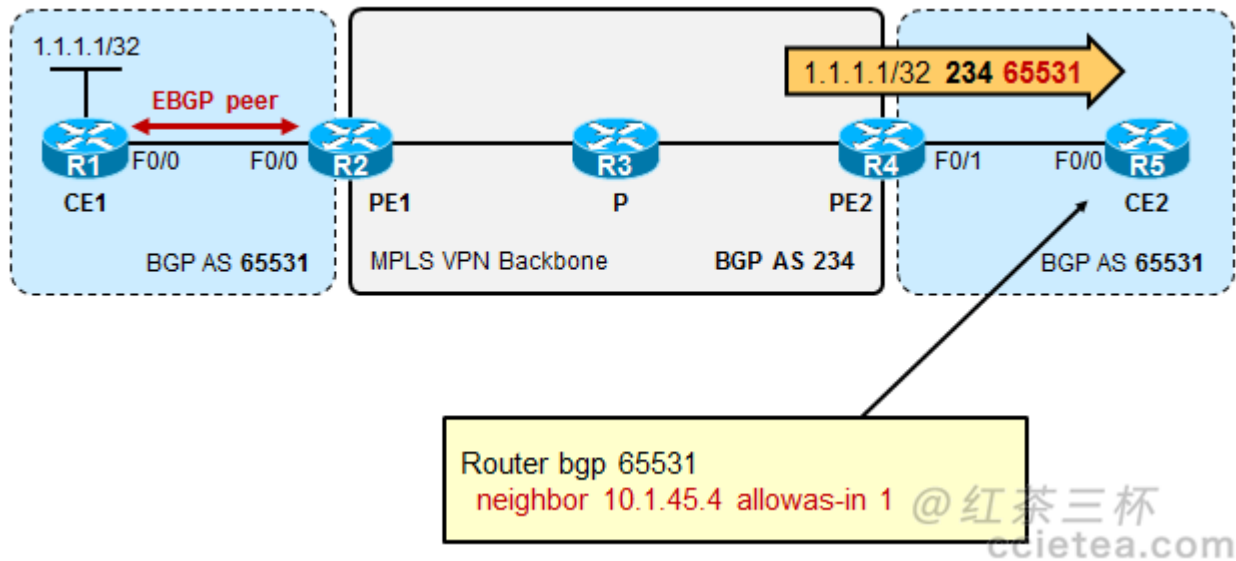 1.1.1.1/32
EBGP peer
R1
F0/0
F0/0
R2
CE1
PE1
BGP AS 65531
R3
P
MPLS VPN Backbone
BGP AS 234
1.1.1.1/32 234 65531
R4
F0/1
F0/0
R5
PE2
CE2
BGP AS 65531
Router bgp 65531
neighbor 10.1.45.4 allowas-in 1
@红茶三杯
ccietea.com